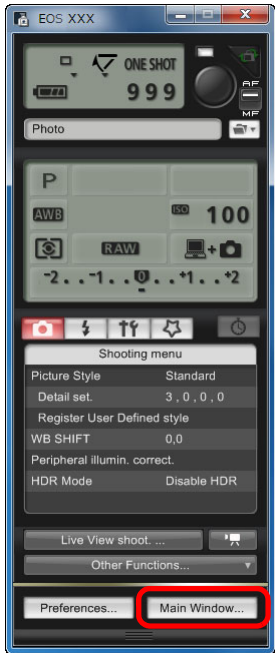 EOS XXX
ONE SHOT
999
AF
MF
Photo
P
AWB
ISO 100
RAW
+
-2..-1..0..+1..+2
Shooting menu
Picture Style Standard
Detail set. 3 , 0 , 0 , 0
Register User Defined style
WB SHIFT 0,0
Peripheral illumin. correct.
HDR Mode Disable HDR
Live View shoot. ...
Other Functions...
Preferences... Main Window...